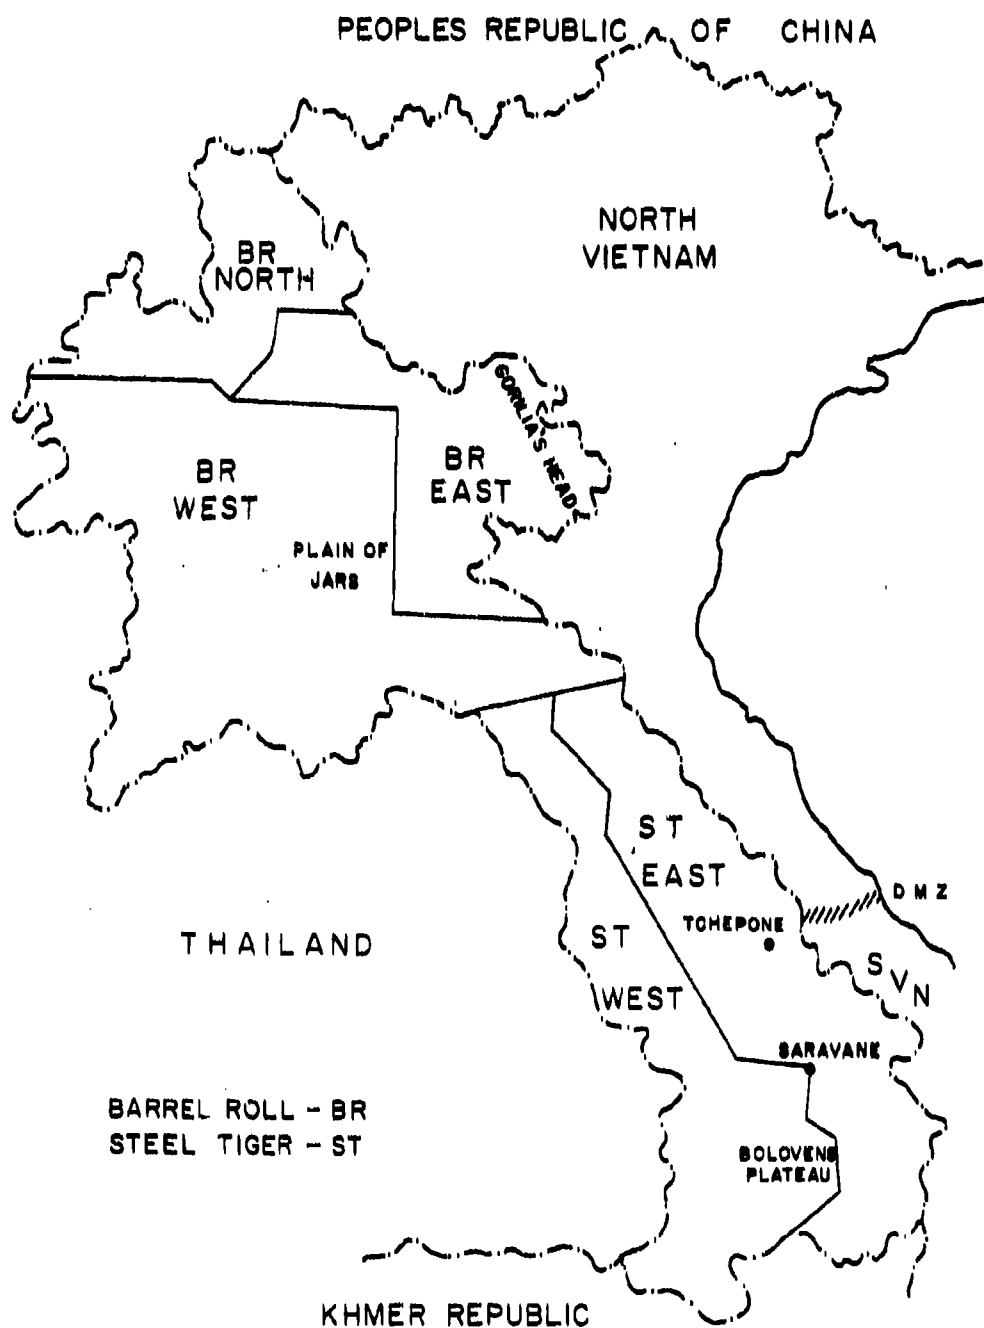 PEOPLES REPUBLIC OF CHINA
NORTH
VIETNAM
BR
NORTH
GORILLAS HEAD
BR
EAST
BR
WEST
PLAIN OF
JARS
ST
EAST
DMZ
TCHEPONE
THAILAND
ST
WEST
SVN
SARAVANE
BARREL ROLL - BR
STEEL TIGER - ST
BOLOVENS
PLATEAU
KHMER REPUBLIC